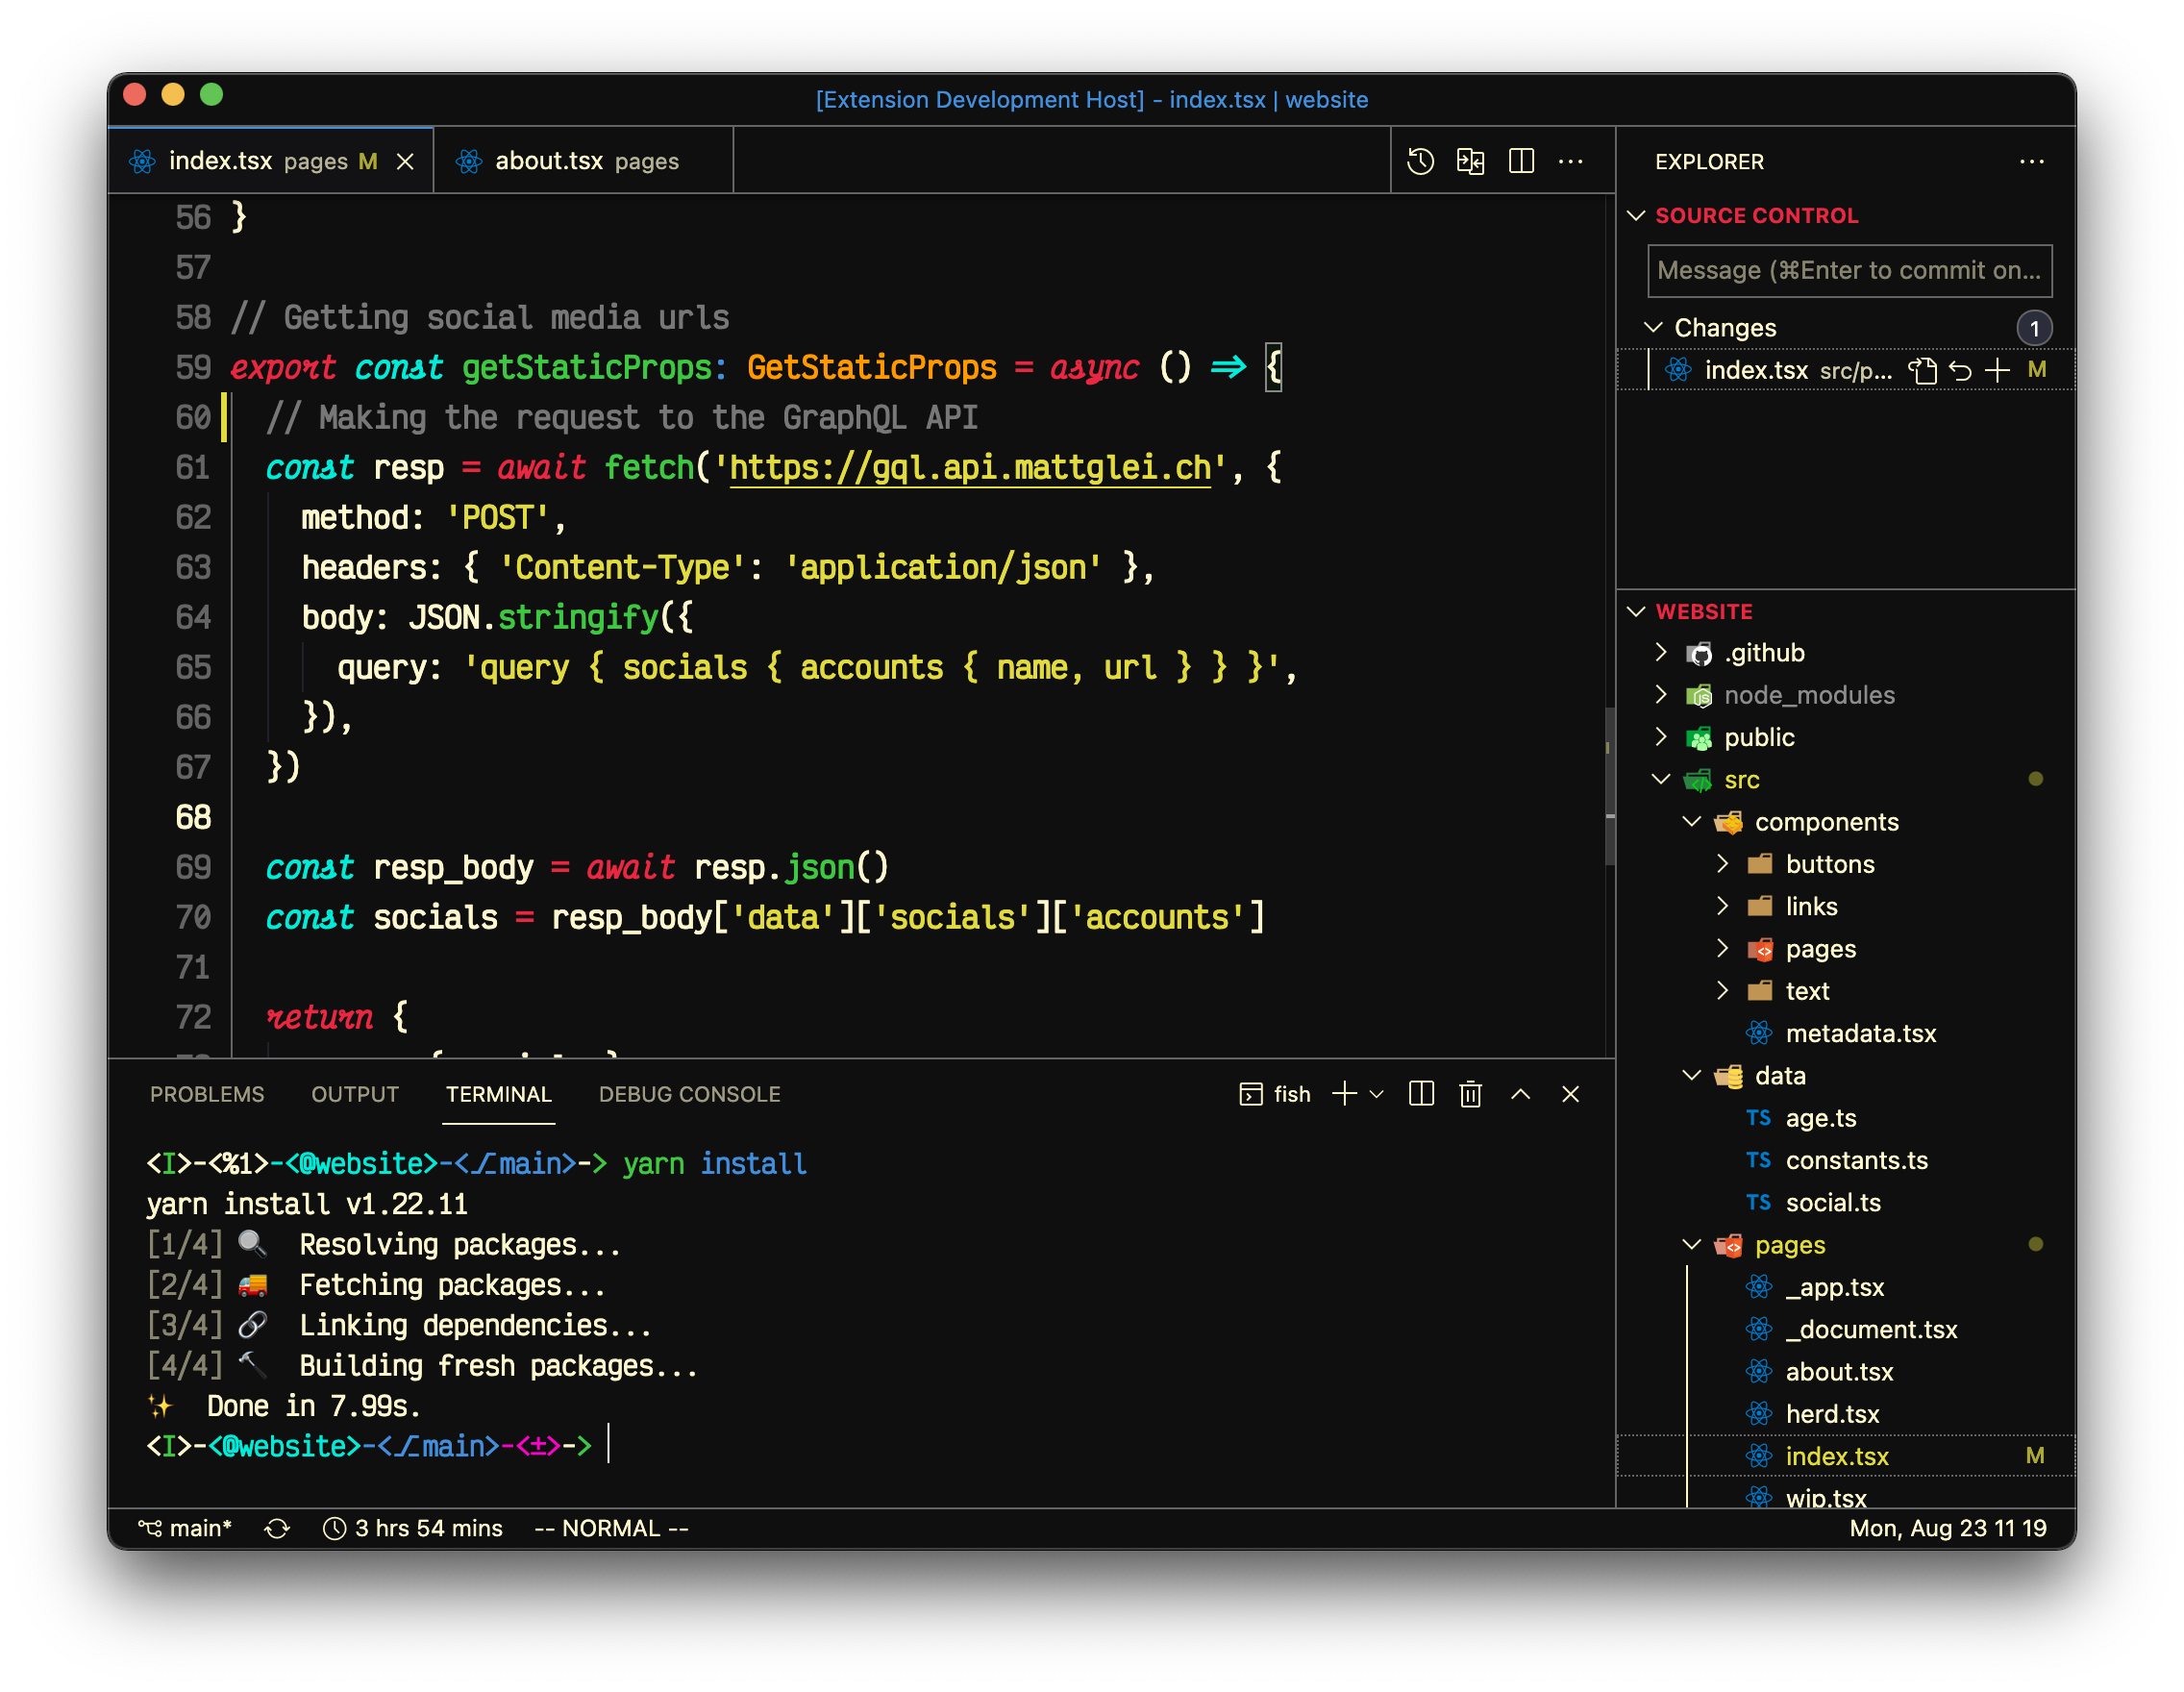 [Extension Development Host] - index.tsx | website
index.tsx pages M
about.tsx pages
56 }
57
58 // Getting social media urls
59 export const getStaticProps: GetStaticProps = async () => {
60 // Making the request to the GraphQL API
61 const resp = await fetch('https://gql.api.mattglei.ch', {
62 method: 'POST',
63 headers: { 'Content-Type': 'application/json' },
64 body: JSON.stringify({
65 query: 'query { socials { accounts { name, url } } }',
66 }),
67 })
68
69 const resp_body = await resp.json()
70 const socials = resp_body['data']['socials']['accounts']
71
72 return {
PROBLEMS OUTPUT TERMINAL DEBUG CONSOLE
fish
<I>-<%1>-<@website>-<⎇main>-> yarn install
yarn install v1.22.11
[1/4] 🔍 Resolving packages...
[2/4] 🚚 Fetching packages...
[3/4] 🔗 Linking dependencies...
[4/4] 🔨 Building fresh packages...
✨ Done in 7.99s.
<I>-<@website>-<⎇main>-<±>->
EXPLORER
SOURCE CONTROL
Message (⌘Enter to commit on...
Changes 1
index.tsx src/p... M
WEBSITE
.github
node_modules
public
src
components
buttons
links
pages
text
metadata.tsx
data
TS age.ts
TS constants.ts
TS social.ts
pages
_app.tsx
_document.tsx
about.tsx
herd.tsx
index.tsx M
wip.tsx
main* 3 hrs 54 mins -- NORMAL --
Mon, Aug 23 11 19